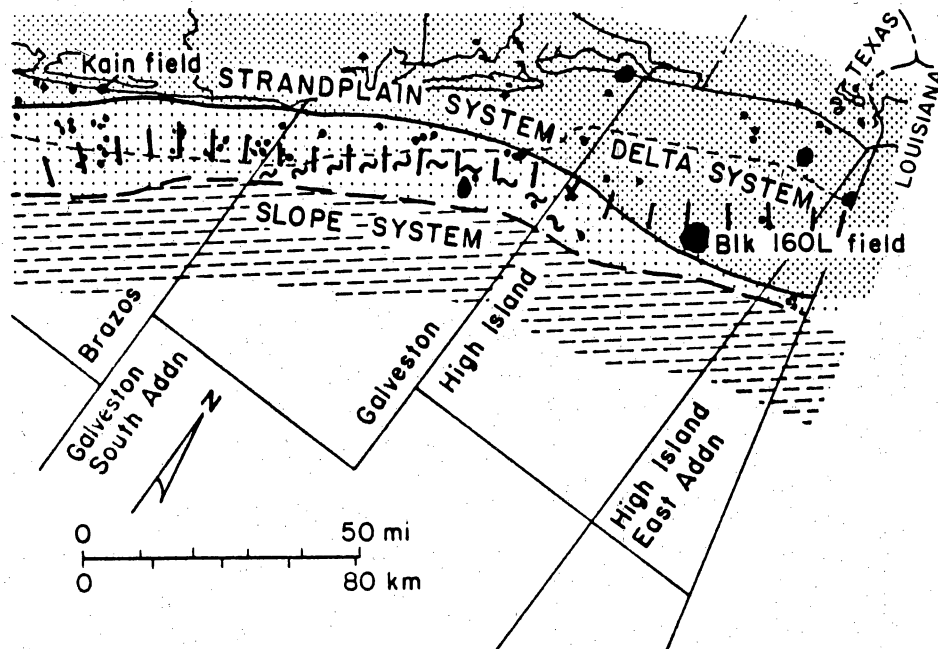 Kain field
STRANDPLAIN
SYSTEM
DELTA SYSTEM
TEXAS
LOUISIANA
SLOPE SYSTEM
Blk 160L field
Brazos
Galveston
South Addn
Galveston
High Island
High Island
East Addn
N
0 50 mi
0 80 km